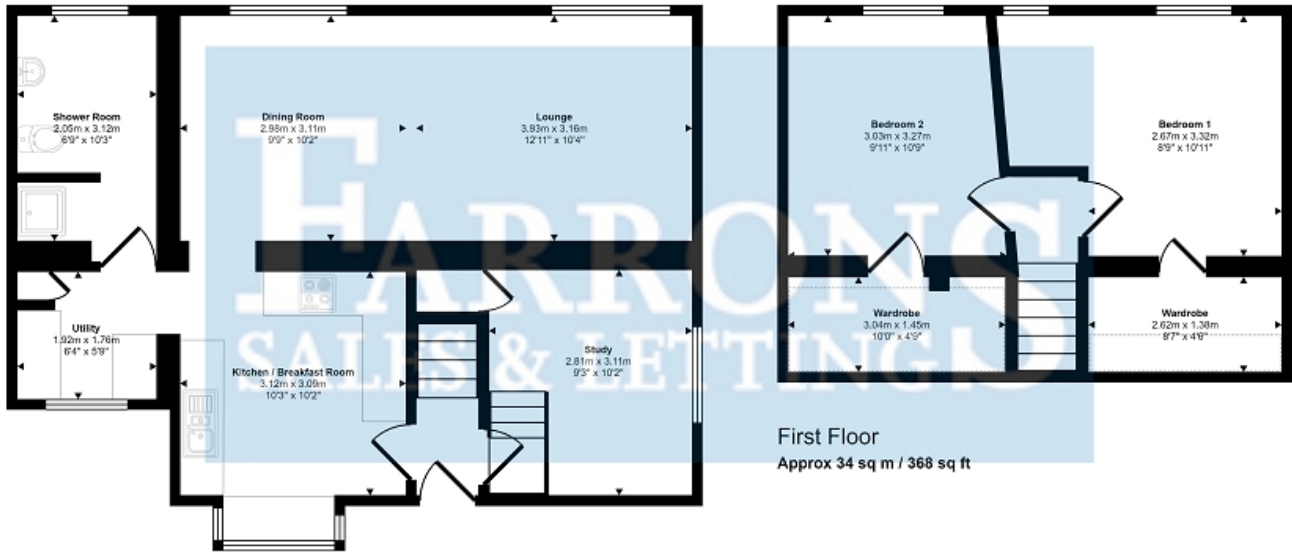 Shower Room
2.05m x 3.12m
6'9" x 10'3"
Dining Room
2.98m x 3.11m
9'9" x 10'2"
Lounge
3.93m x 3.16m
12'11" x 10'4"
Bedroom 2
3.03m x 3.27m
9'11" x 10'9"
Bedroom 1
2.67m x 3.32m
8'9" x 10'11"
FARRONS
SALES & LETTINGS
Utility
1.92m x 1.76m
6'4" x 5'9"
Kitchen / Breakfast Room
3.12m x 3.09m
10'3" x 10'2"
Study
2.81m x 3.11m
9'3" x 10'2"
Wardrobe
3.04m x 1.45m
10'0" x 4'9"
Wardrobe
2.62m x 1.38m
8'7" x 4'6"
First Floor
Approx 34 sq m / 368 sq ft